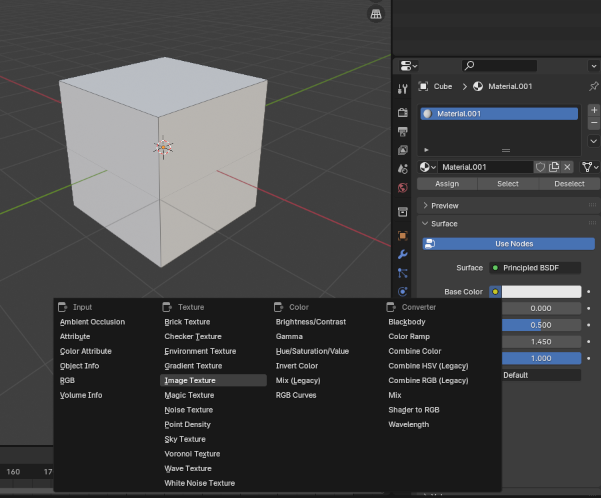 Cube > Material.001
Material.001
Material.001
Assign Select Deselect
Preview
Surface
Use Nodes
Surface Principled BSDF
Base Color
0.000
0.500
1.450
1.000
Default
Input Texture Color Converter
Ambient Occlusion Brick Texture Brightness/Contrast Blackbody
Attribute Checker Texture Gamma Color Ramp
Color Attribute Environment Texture Hue/Saturation/Value Combine Color
Object Info Gradient Texture Invert Color Combine HSV (Legacy)
RGB Image Texture Mix (Legacy) Combine RGB (Legacy)
Volume Info Magic Texture RGB Curves Mix
Noise Texture Shader to RGB
Point Density Wavelength
Sky Texture
Voronoi Texture
Wave Texture
White Noise Texture
160